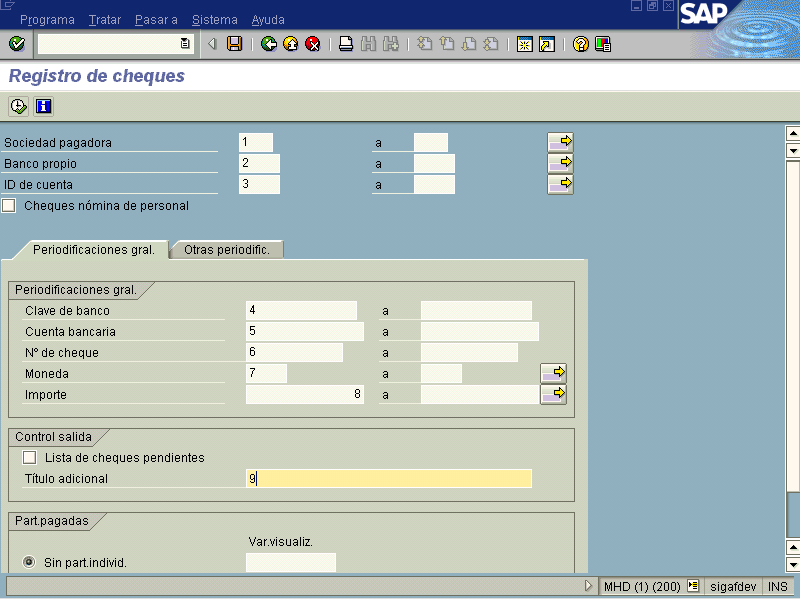 Programa Tratar Pasar a Sistema Ayuda
SAP
Registro de cheques
Sociedad pagadora 1 a
Banco propio 2 a
ID de cuenta 3 a
Cheques nómina de personal
Periodificaciones gral. Otras periodific.
Periodificaciones gral.
Clave de banco 4 a
Cuenta bancaria 5 a
Nº de cheque 6 a
Moneda 7 a
Importe 8 a
Control salida
Lista de cheques pendientes
Título adicional 9
Part.pagadas
Var.visualiz.
Sin part.individ.
MHD (1) (200) sigafdev INS